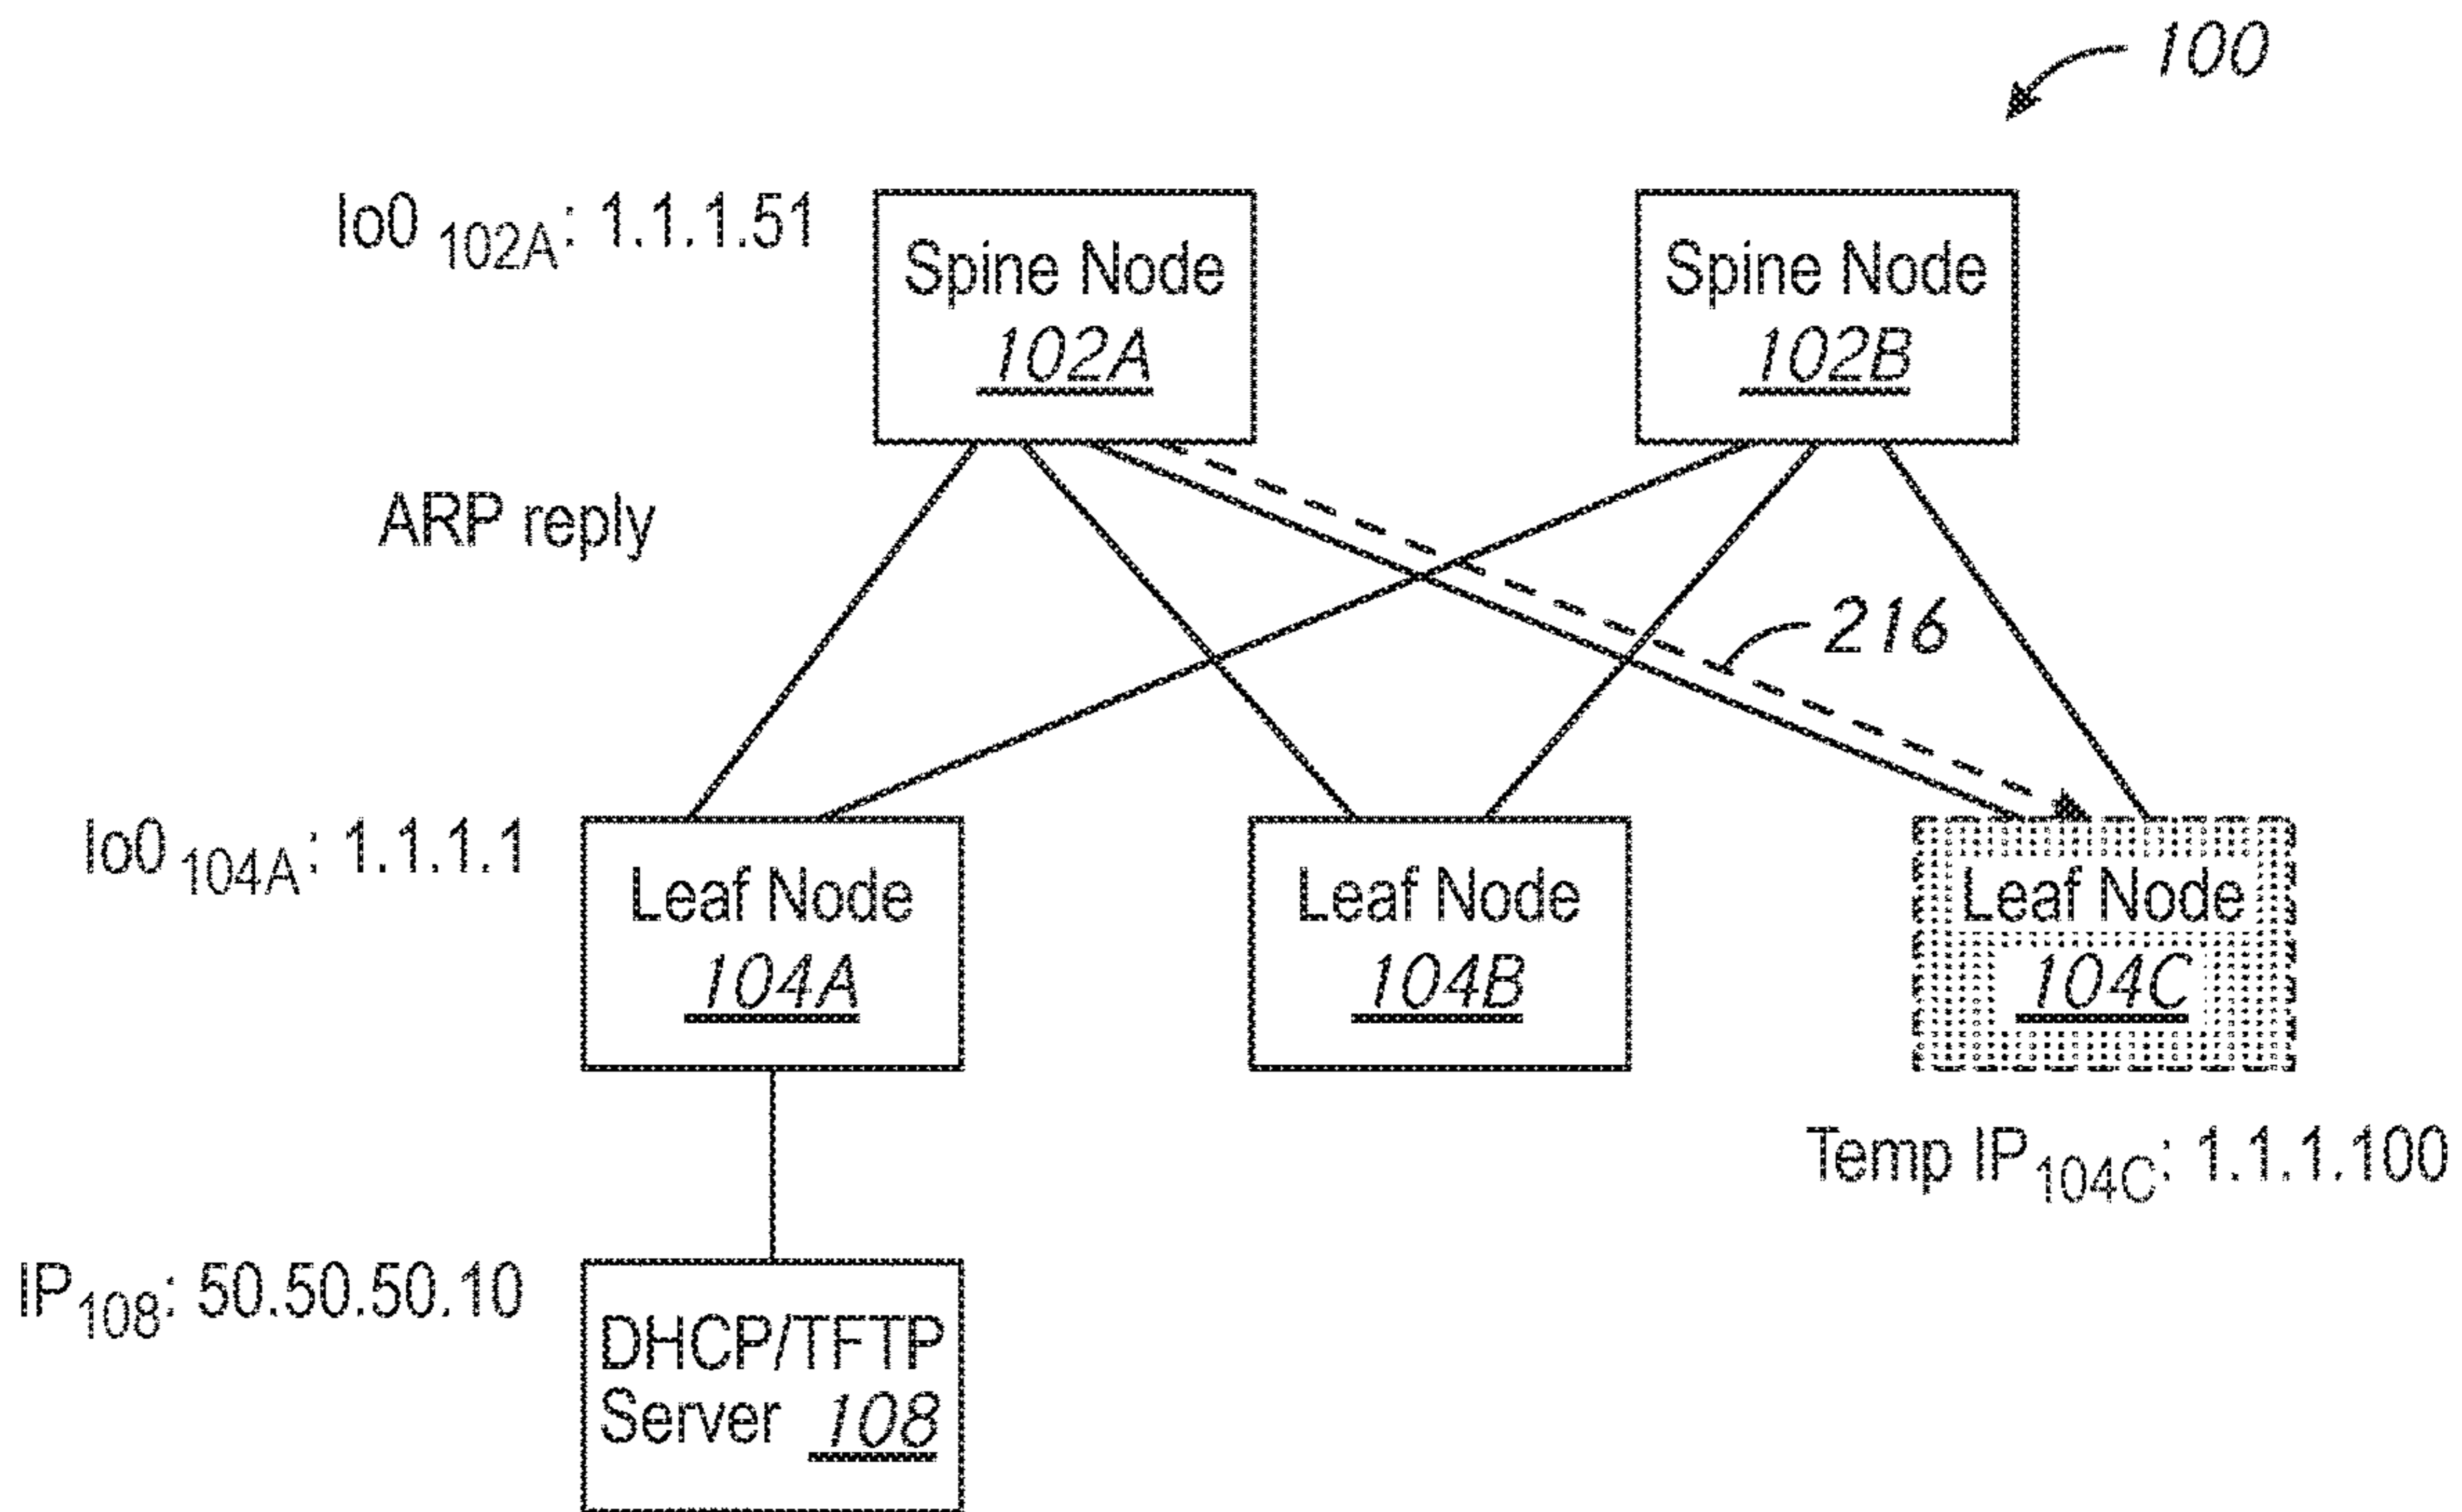 100
lo0 102A: 1.1.1.51
Spine Node
102A
Spine Node
102B
ARP reply
216
lo0 104A: 1.1.1.1
Leaf Node
104A
Leaf Node
104B
Leaf Node
104C
Temp IP104C: 1.1.1.100
IP108: 50.50.50.10
DHCP/TFTP
Server 108